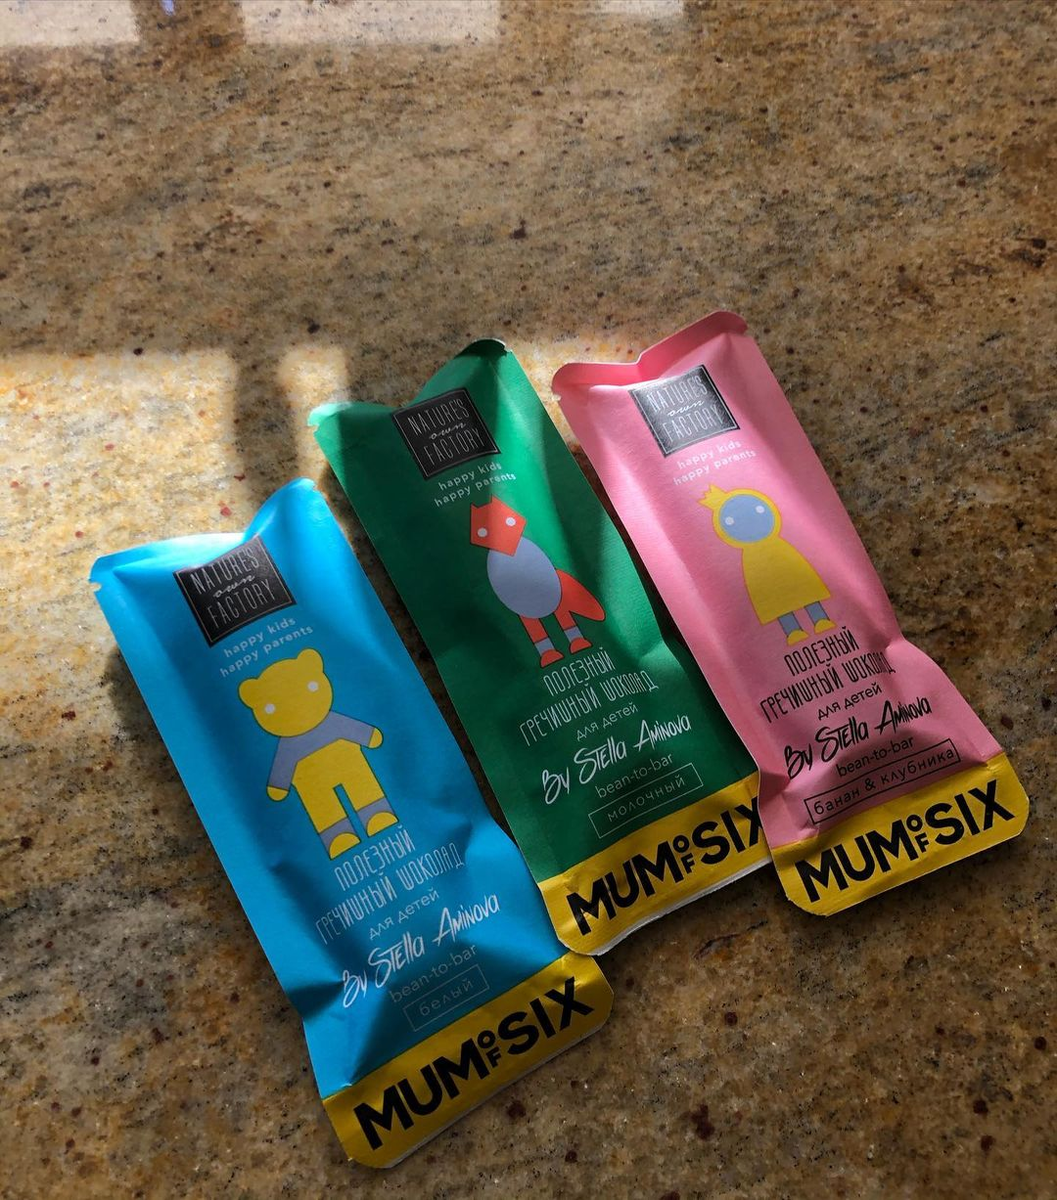 NATURE'S
own
FACTORY
happy kids
happy parents
ПОЛЕЗНЫЙ
ГРЕЧИШНЫЙ ШОКОЛАД
для детей
By Stella Aminova
bean-to-bar
белый
MUM OF SIX
NATURE'S
own
FACTORY
happy kids
happy parents
ПОЛЕЗНЫЙ
ГРЕЧИШНЫЙ ШОКОЛАД
для детей
By Stella Aminova
bean-to-bar
молочный
MUM OF SIX
NATURE'S
own
FACTORY
happy kids
happy parents
ПОЛЕЗНЫЙ
ГРЕЧИШНЫЙ ШОКОЛАД
для детей
By Stella Aminova
bean-to-bar
банан & клубника
MUM OF SIX